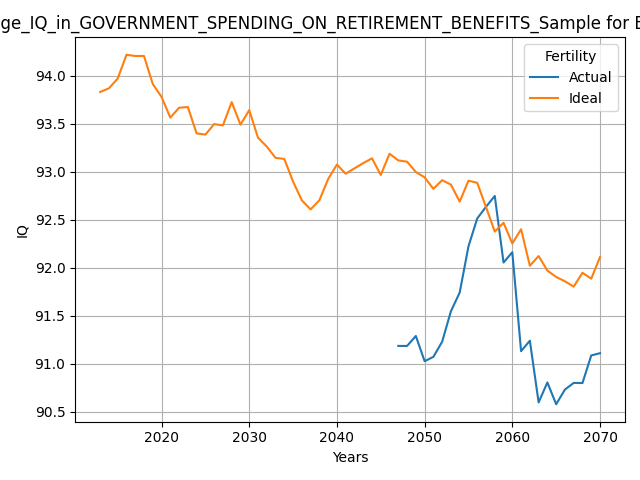 ge_IQ_in_GOVERNMENT_SPENDING_ON_RETIREMENT_BENEFITS_Sample for
Fertility
Actual
Ideal
94.0
93.5
93.0
92.5
92.0
91.5
91.0
90.5
IQ
2020 2030 2040 2050 2060 2070
Years